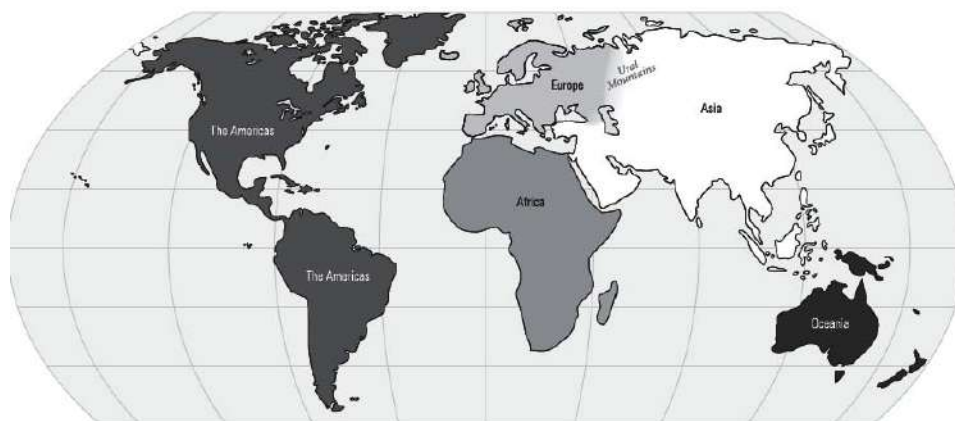 Ural
Mountains
Europe
Asia
The Americas
Africa
The Americas
Oceania